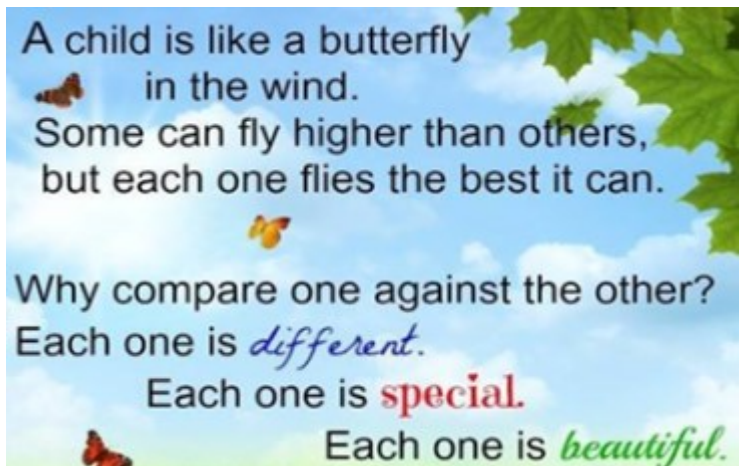 A child is like a butterfly
in the wind.
Some can fly higher than others,
but each one flies the best it can.
Why compare one against the other?
Each one is different.
Each one is special.
Each one is beautiful.